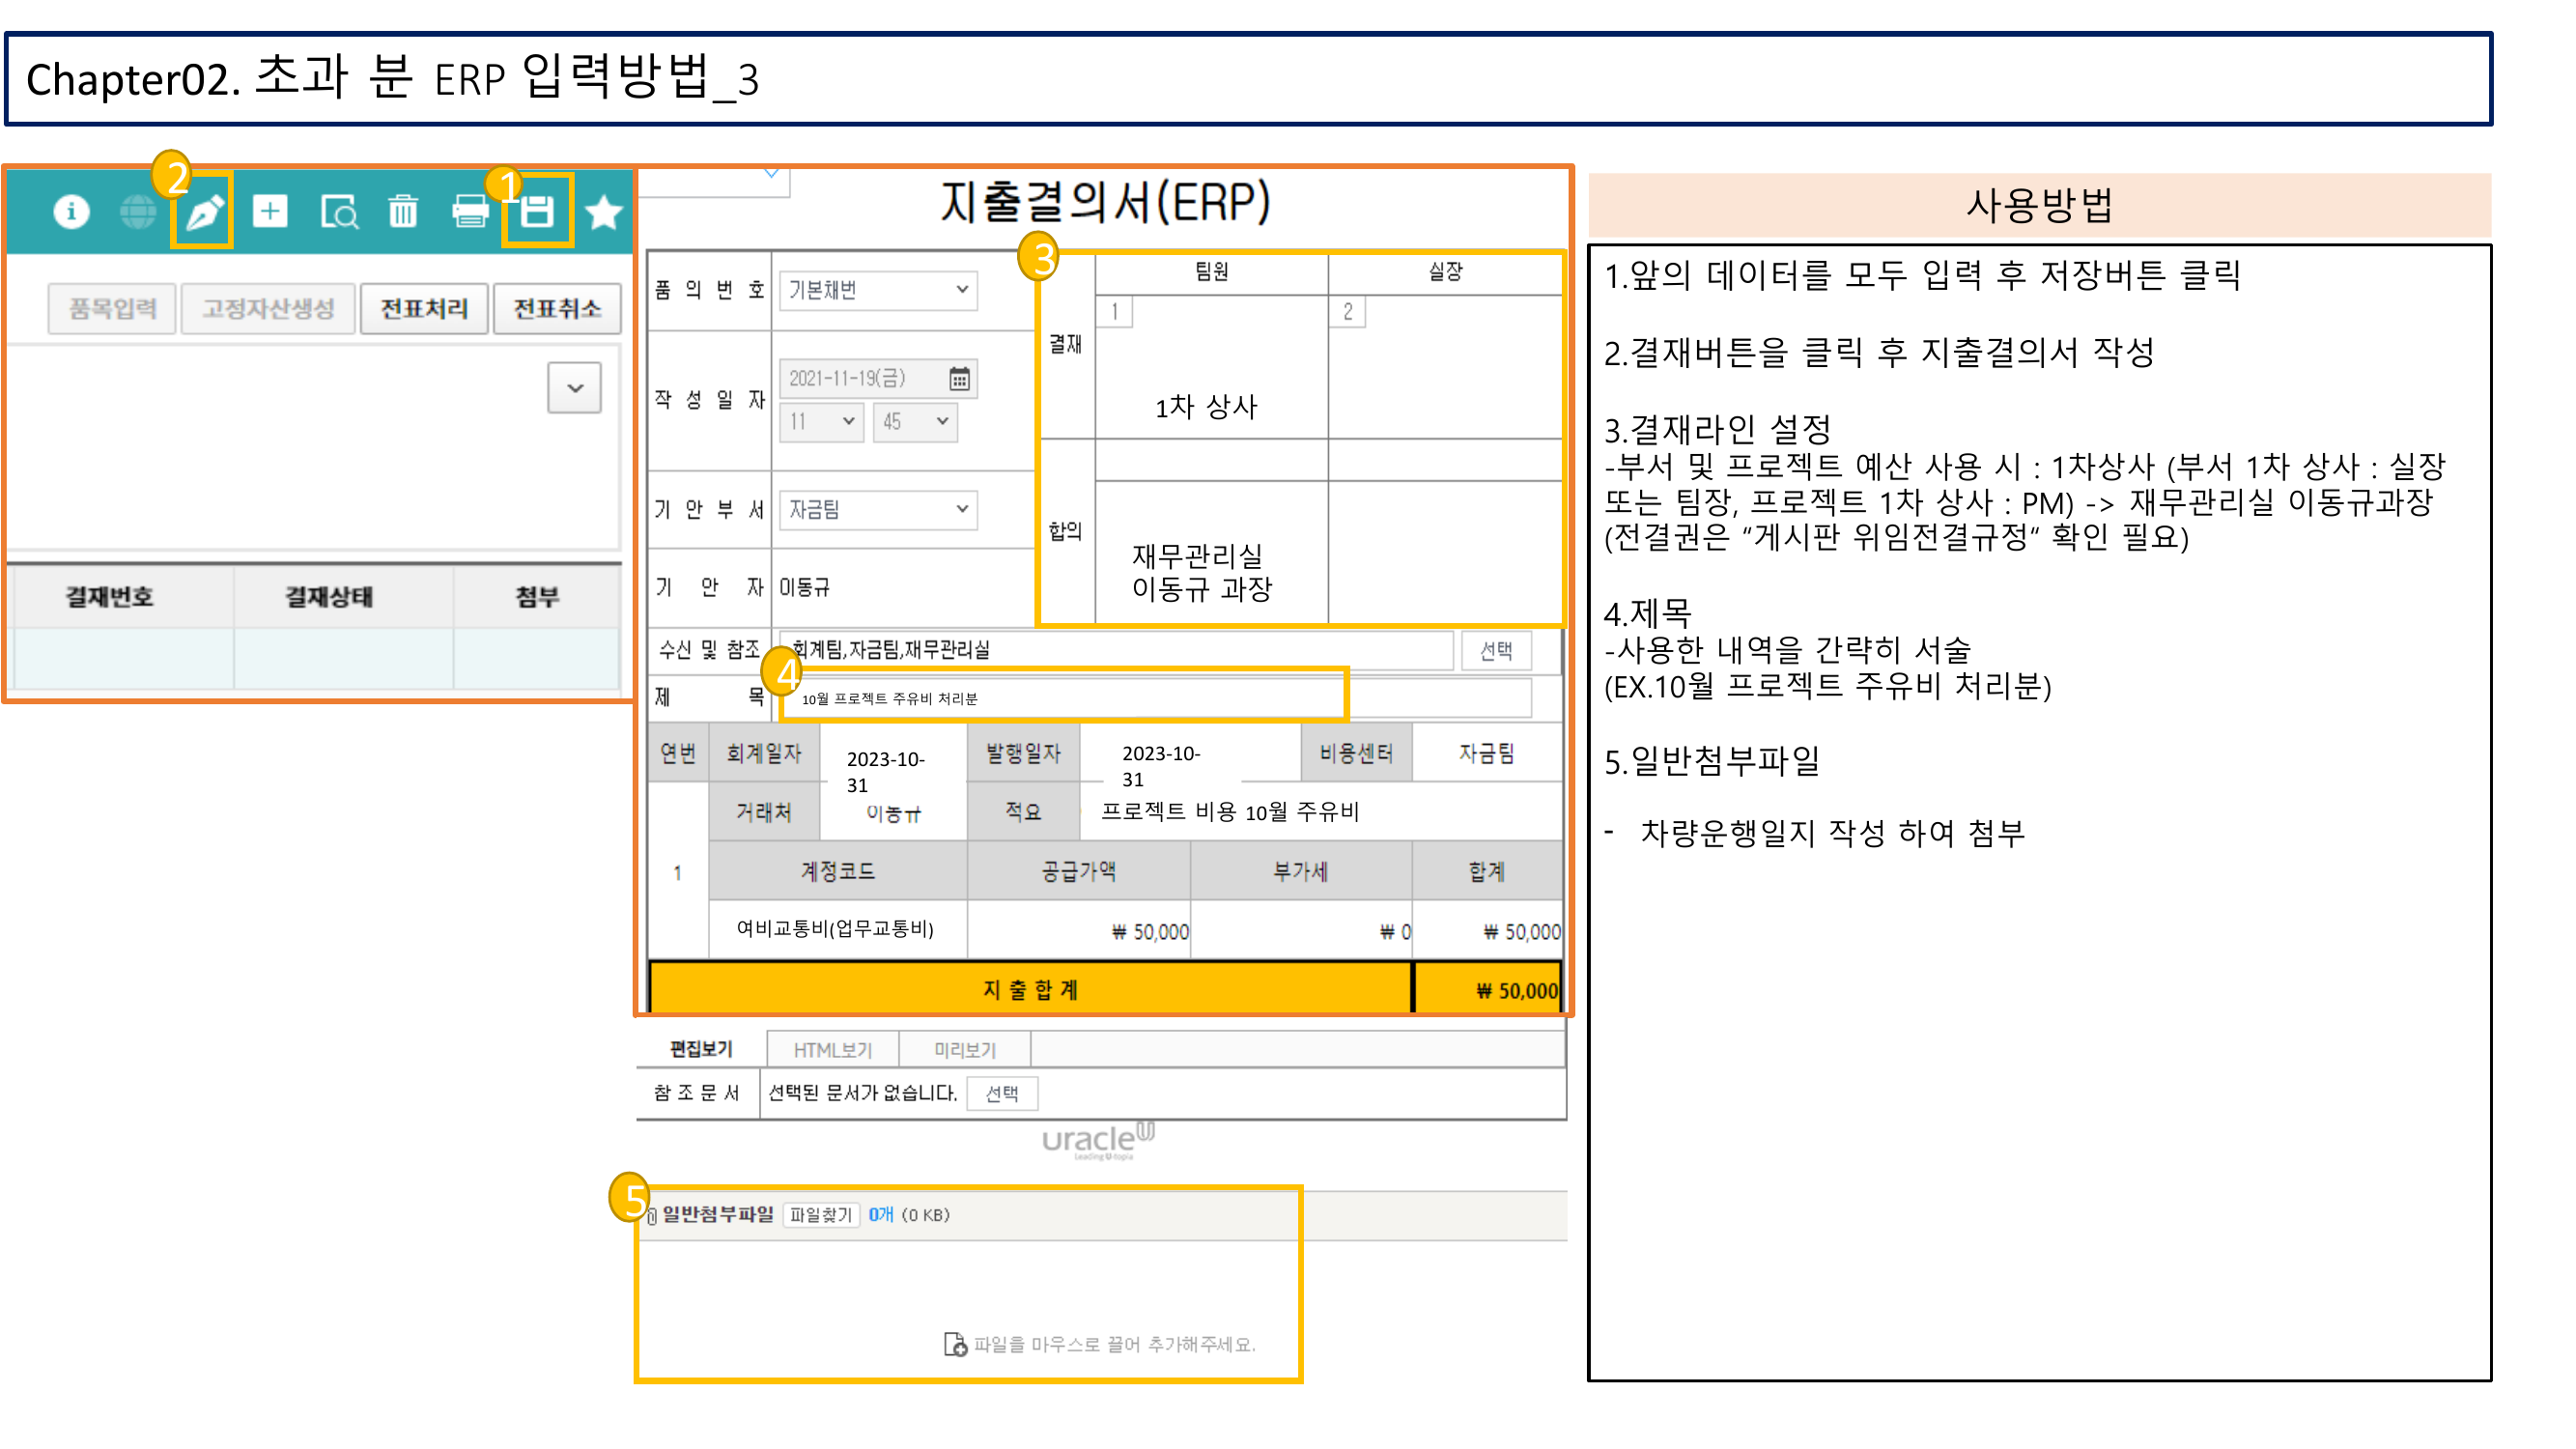 Chapter02. 초과 분 ERP 입력방법_3
2
1
품목입력 고정자산생성 전표처리 전표취소
결재번호 결재상태 첨부
지출결의서(ERP)
3
품 의 번 호 기본채번
팀원 실장
1 2
결재
작 성 일 자 2021-11-19(금)
11 45
1차 상사
기 안 부 서 자금팀
합의
재무관리실
이동규 과장
기 안 자 이동규
수신 및 참조 회계팀,자금팀,재무관리실 선택
4
제 목 10월 프로젝트 주유비 처리분
연번 회계일자 2023-10-31 발행일자 2023-10-31 비용센터 자금팀
거래처 이동규 적요 프로젝트 비용 10월 주유비
1 계정코드 공급가액 부가세 합계
여비교통비(업무교통비) ₩ 50,000 ₩ 0 ₩ 50,000
지 출 합 계 ₩ 50,000
편집보기 HTML보기 미리보기
참 조 문 서 선택된 문서가 없습니다. 선택
uracle U
Leading U-topia
5
일반첨부파일 파일찾기 0개 (0 KB)
파일을 마우스로 끌어 추가해주세요.
사용방법
1.앞의 데이터를 모두 입력 후 저장버튼 클릭
2.결재버튼을 클릭 후 지출결의서 작성
3.결재라인 설정
-부서 및 프로젝트 예산 사용 시 : 1차상사 (부서 1차 상사 : 실장
또는 팀장, 프로젝트 1차 상사 : PM) -> 재무관리실 이동규과장
(전결권은 “게시판 위임전결규정“ 확인 필요)
4.제목
-사용한 내역을 간략히 서술
(EX.10월 프로젝트 주유비 처리분)
5.일반첨부파일
- 차량운행일지 작성 하여 첨부